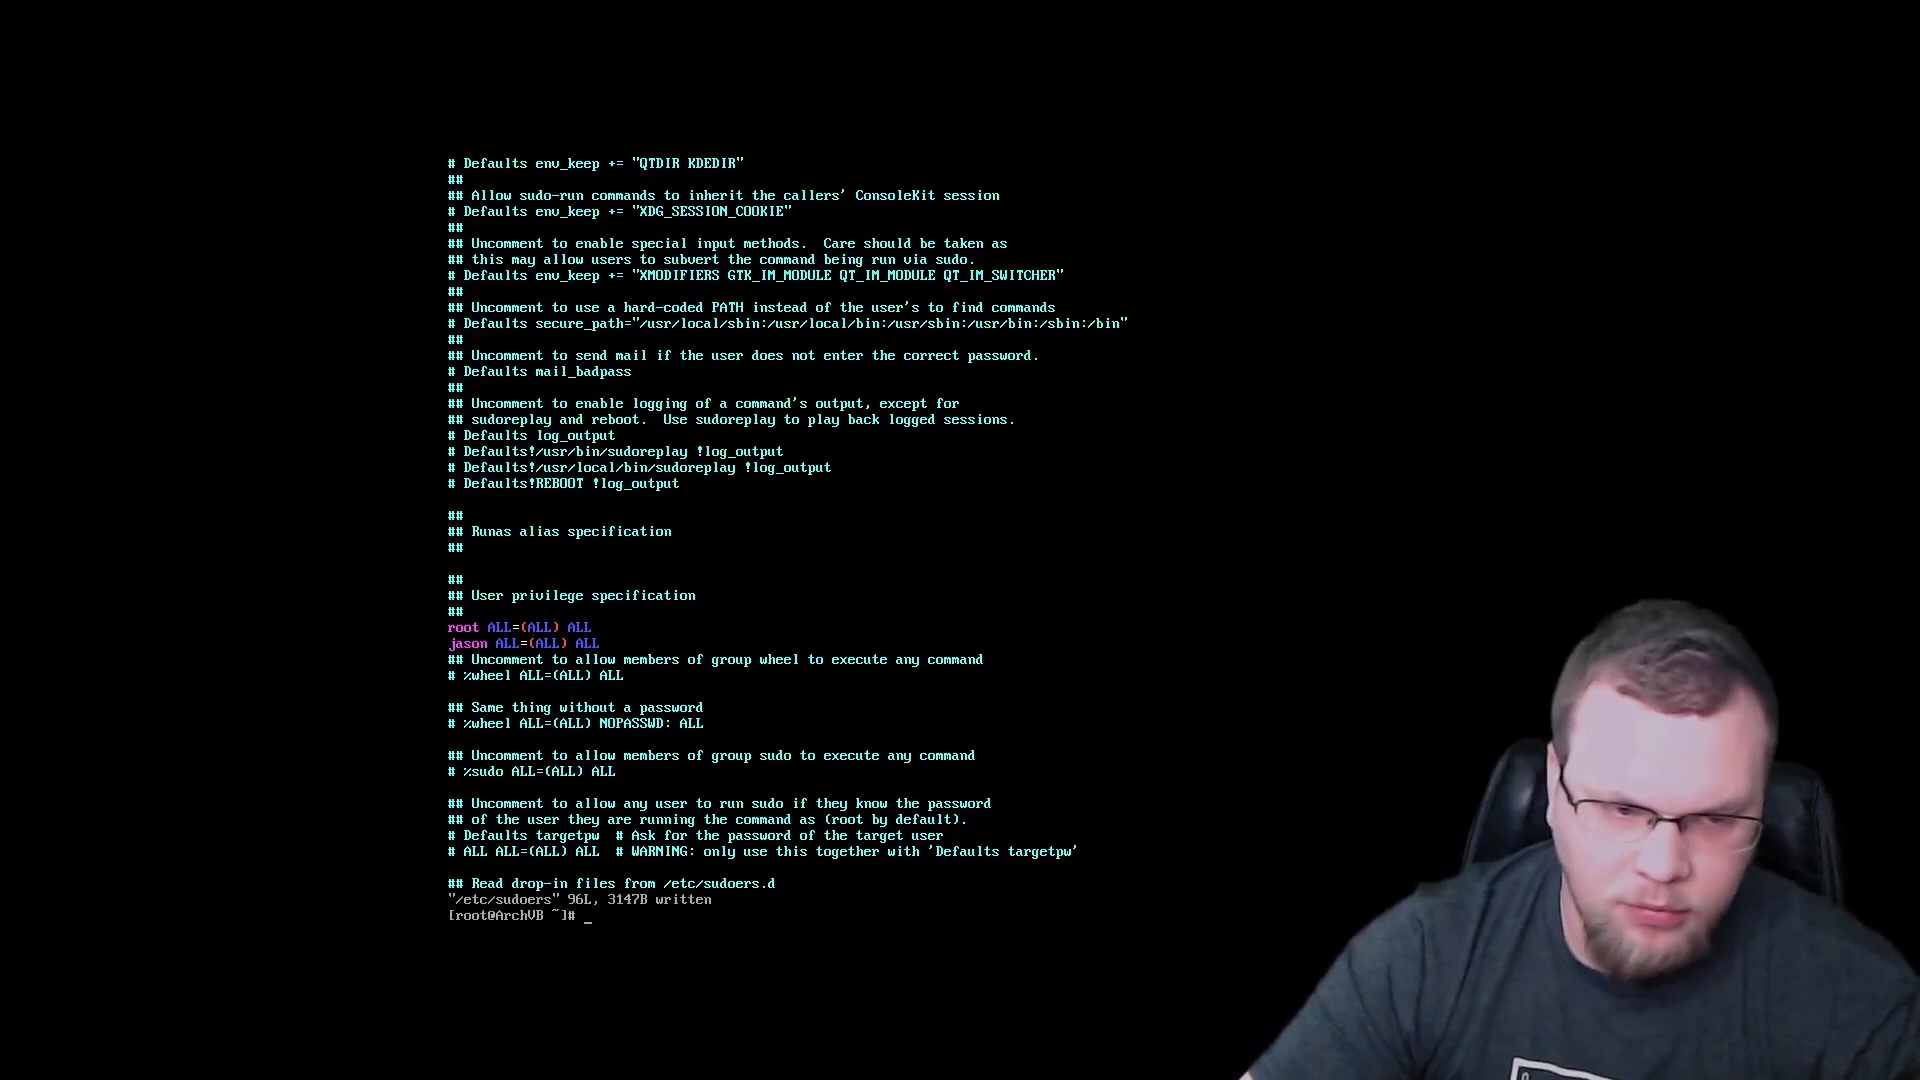 # Defaults env_keep += "QTDIR KDEDIR"
##
## Allow sudo-run commands to inherit the callers' ConsoleKit session
# Defaults env_keep += "XDG_SESSION_COOKIE"
##
## Uncomment to enable special input methods.  Care should be taken as
## this may allow users to subvert the command being run via sudo.
# Defaults env_keep += "XMODIFIERS GTK_IM_MODULE QT_IM_MODULE QT_IM_SWITCHER"
##
## Uncomment to use a hard-coded PATH instead of the user's to find commands
# Defaults secure_path="/usr/local/sbin:/usr/local/bin:/usr/sbin:/usr/bin:/sbin:/bin"
##
## Uncomment to send mail if the user does not enter the correct password.
# Defaults mail_badpass
##
## Uncomment to enable logging of a command's output, except for
## sudoreplay and reboot.  Use sudoreplay to play back logged sessions.
# Defaults log_output
# Defaults!/usr/bin/sudoreplay !log_output
# Defaults!/usr/local/bin/sudoreplay !log_output
# Defaults!REBOOT !log_output
##
## Runas alias specification
##
##
## User privilege specification
##
root ALL=(ALL) ALL
jason ALL=(ALL) ALL
## Uncomment to allow members of group wheel to execute any command
# %wheel ALL=(ALL) ALL
## Same thing without a password
# %wheel ALL=(ALL) NOPASSWD: ALL
## Uncomment to allow members of group sudo to execute any command
# %sudo ALL=(ALL) ALL
## Uncomment to allow any user to run sudo if they know the password
## of the user they are running the command as (root by default).
# Defaults targetpw  # Ask for the password of the target user
# ALL ALL=(ALL) ALL  # WARNING: only use this together with 'Defaults targetpw'
## Read drop-in files from /etc/sudoers.d
"/etc/sudoers" 96L, 3147B written
[root@ArchVB ~]# _